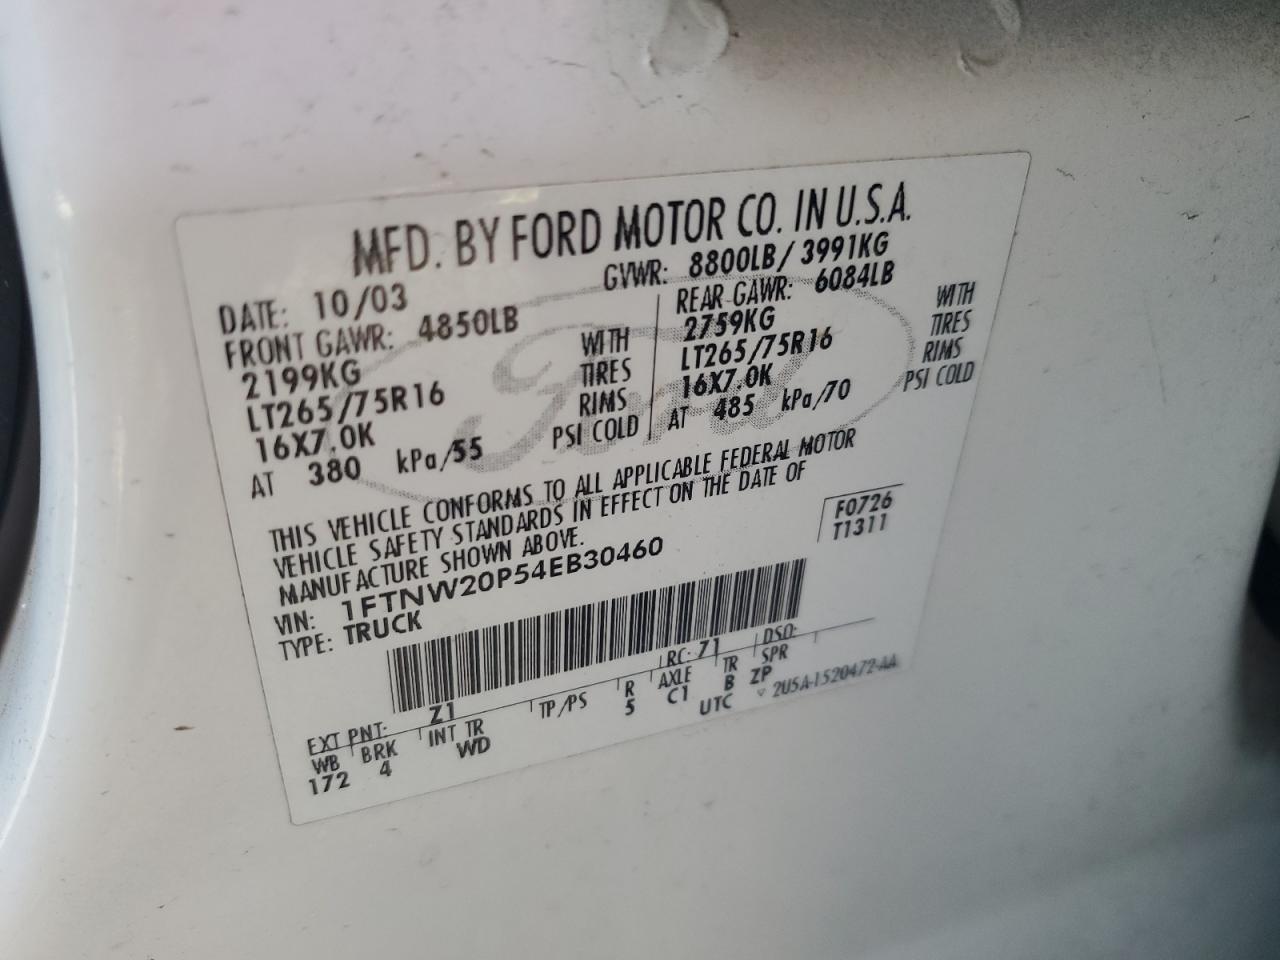 MFD. BY FORD MOTOR CO. IN U.S.A.
DATE: 10/03 GVWR: 8800LB/ 3991KG
FRONT GAWR: 4850LB REAR GAWR: 6084LB
2199KG WITH 2759KG WITH
LT265/75R16 TIRES LT265/75R16 TIRES
16X7.0K RIMS 16X7.0K RIMS
AT 380 kPa/55 PSI COLD AT 485 kPa/70 PSI COLD
Ford
THIS VEHICLE CONFORMS TO ALL APPLICABLE FEDERAL MOTOR
VEHICLE SAFETY STANDARDS IN EFFECT ON THE DATE OF
MANUFACTURE SHOWN ABOVE.
F0726
T1311
VIN: 1FTNW20P54EB30460
TYPE: TRUCK
EXT PNT: Z1 RC: 71 DSO:
WB BRK INT TR TP/PS R AXLE TR SPR
172 4 WD 5 C1 B ZP
UTC 2U5A-1520472-AA